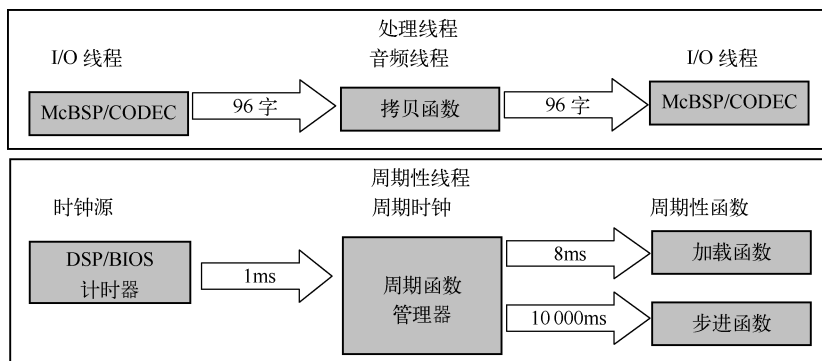 处理线程
I/O 线程
音频线程
I/O 线程
McBSP/CODEC
96 字
拷贝函数
96 字
McBSP/CODEC
周期性线程
时钟源
周期时钟
周期性函数
DSP/BIOS
计时器
1ms
周期函数
管理器
8ms
加载函数
10 000ms
步进函数